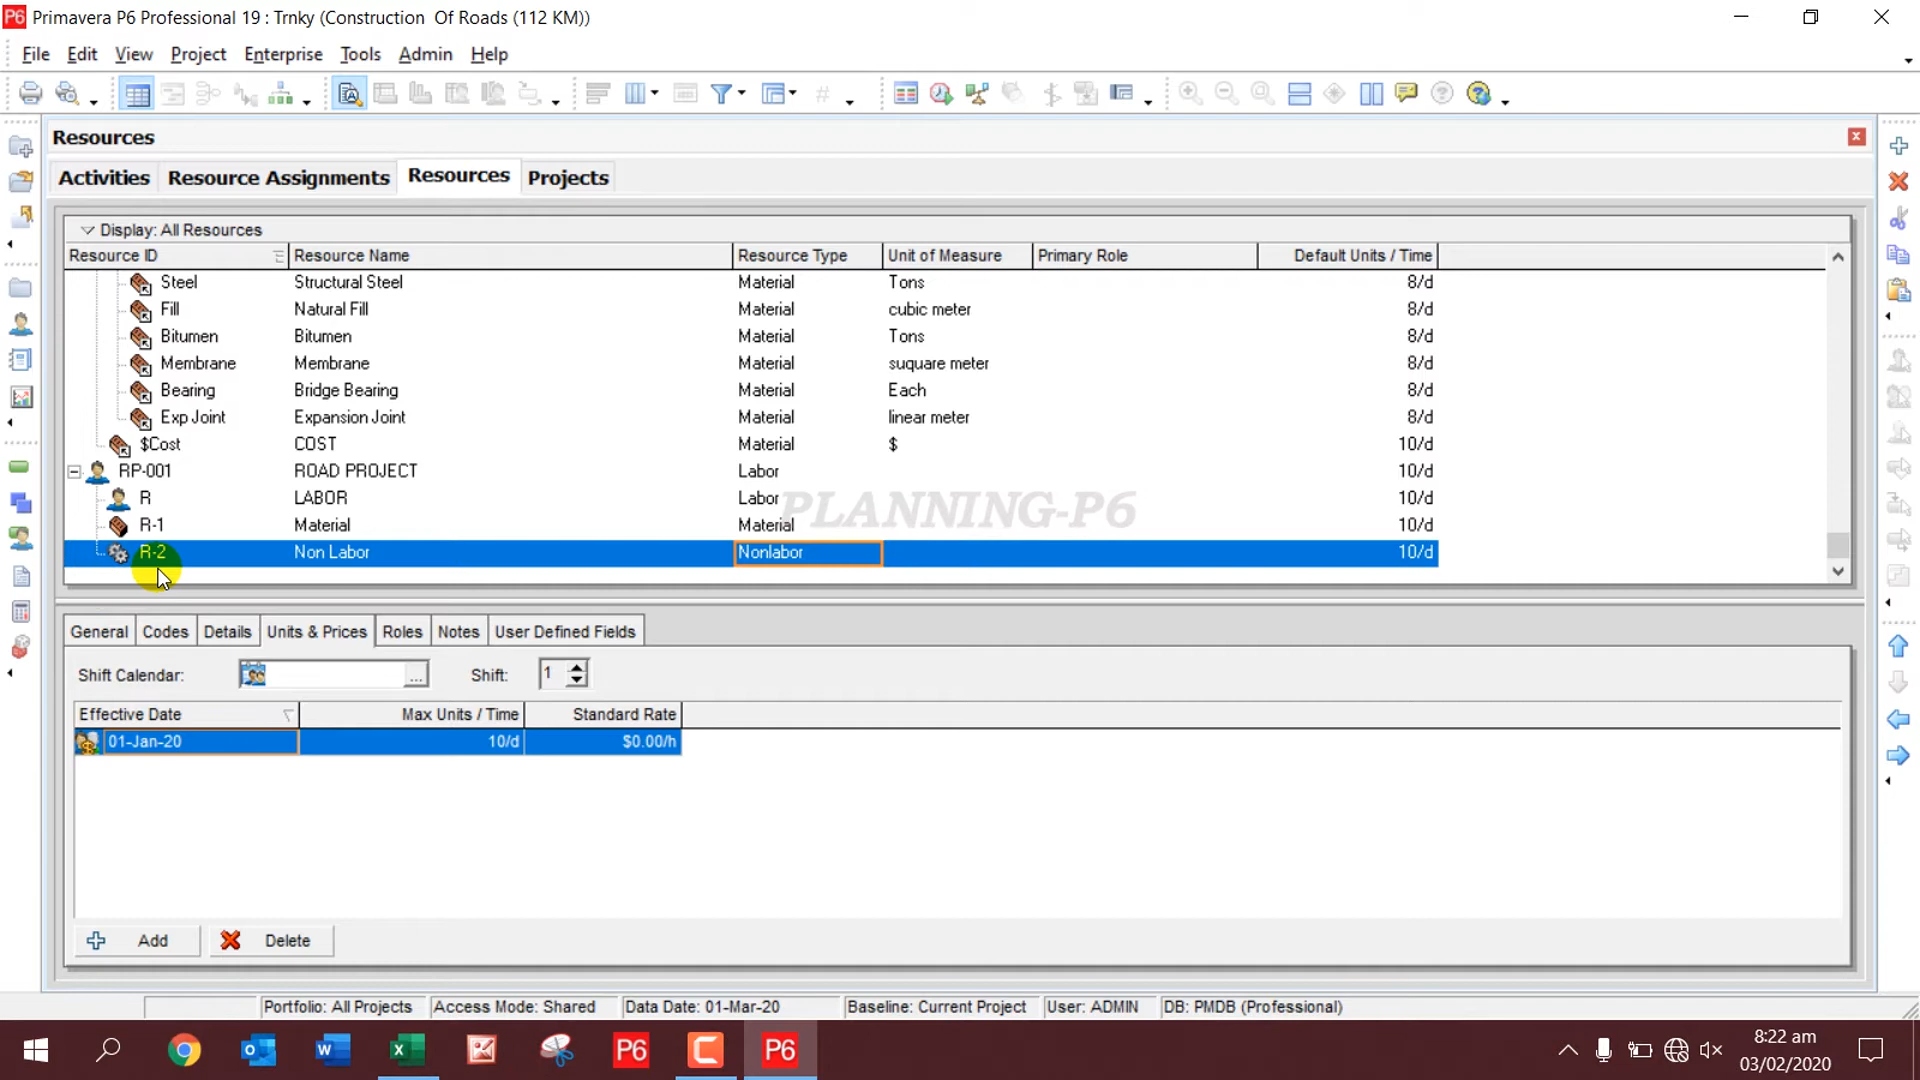 P6 Primavera P6 Professional 19 : Trnky (Construction  Of Roads (112 KM))
File Edit View Project Enterprise Tools Admin Help
Resources
Activities Resource Assignments Resources Projects
Display: All Resources
Resource ID Resource Name Resource Type Unit of Measure Primary Role Default Units / Time
Steel Structural Steel Material Tons 8/d
Fill Natural Fill Material cubic meter 8/d
Bitumen Bitumen Material Tons 8/d
Membrane Membrane Material suquare meter 8/d
Bearing Bridge Bearing Material Each 8/d
Exp Joint Expansion Joint Material linear meter 8/d
$Cost COST Material $ 10/d
RP-001 ROAD PROJECT Labor 10/d
R LABOR Labor 10/d
PLANNING-P6
R-1 Material Material 10/d
R-2 Non Labor Nonlabor 10/d
General Codes Details Units & Prices Roles Notes User Defined Fields
Shift Calendar: ... Shift: 1
Effective Date Max Units / Time Standard Rate
01-Jan-20 10/d $0.00/h
Add Delete
Portfolio: All Projects Access Mode: Shared Data Date: 01-Mar-20 Baseline: Current Project User: ADMIN DB: PMDB (Professional)
P6 P6
8:22 am
03/02/2020